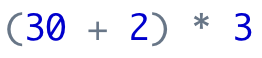 (30 + 2) * 3